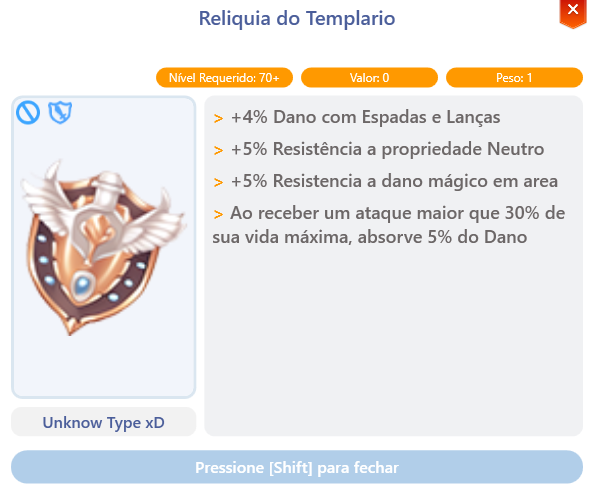 Reliquia do Templario
Nível Requerido: 70+
Valor: 0
Peso: 1
> +4% Dano com Espadas e Lanças
> +5% Resistência a propriedade Neutro
> +5% Resistencia a dano mágico em area
> Ao receber um ataque maior que 30% de
sua vida máxima, absorve 5% do Dano
Unknow Type xD
Pressione [Shift] para fechar